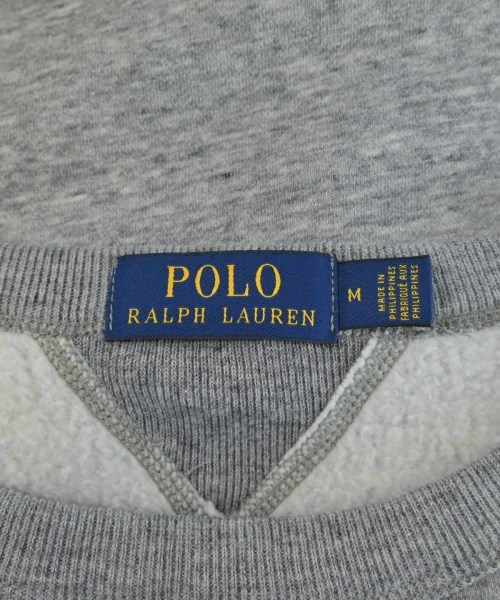 POLO
RALPH LAUREN
M
MADE IN
PHILIPPINES
FABRIQUÉ AUX
PHILIPPINES